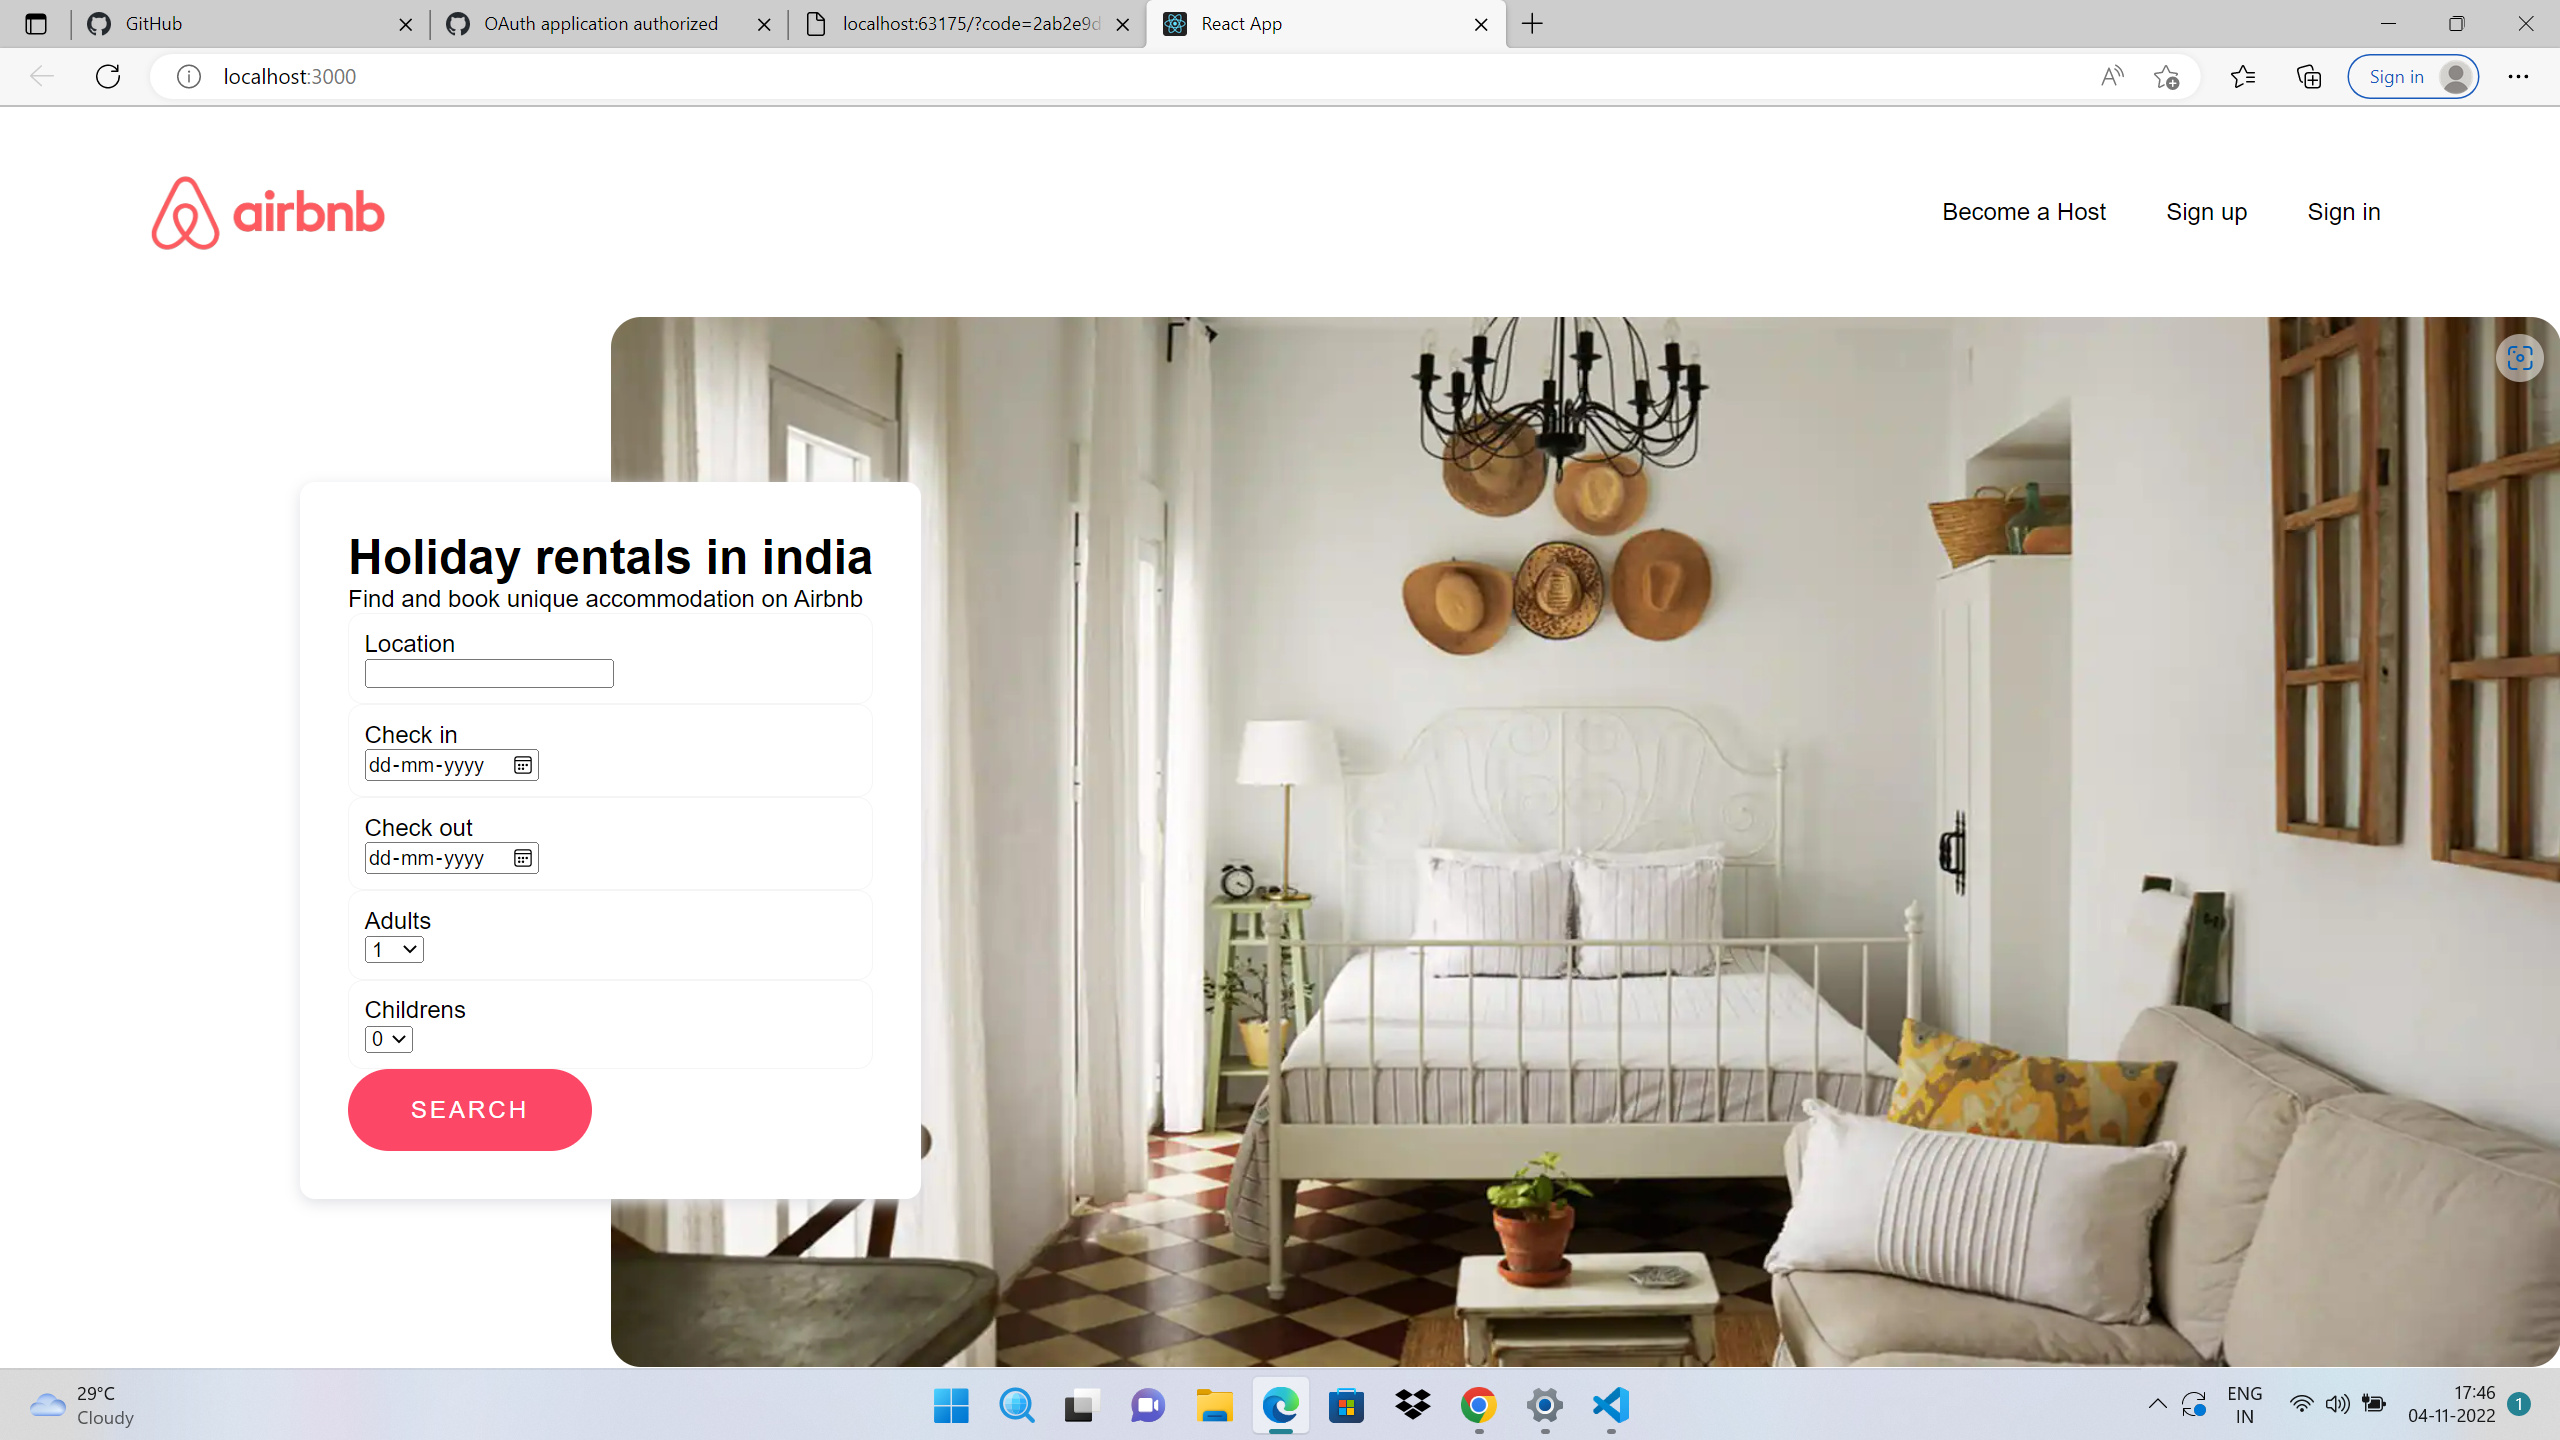 GitHub
OAuth application authorized
localhost:63175/?code=2ab2e9d
React App
localhost:3000
Sign in
airbnb
Become a Host
Sign up
Sign in
Holiday rentals in india
Find and book unique accommodation on Airbnb
Location
Check in
dd-mm-yyyy
Check out
dd-mm-yyyy
Adults
1
Childrens
0
SEARCH
29°C
Cloudy
ENG
IN
17:46
04-11-2022
1